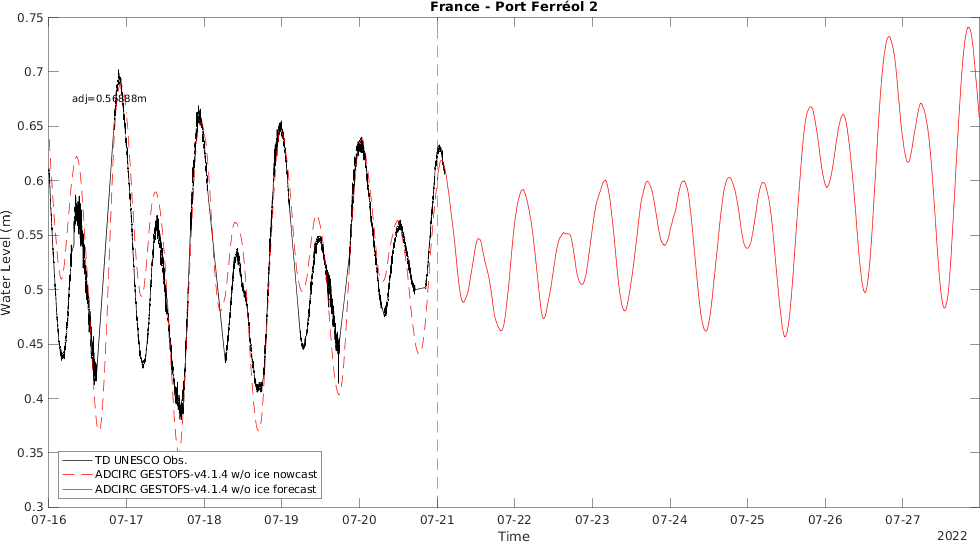 France - Port Ferréol 2
0.75
0.7
0.65
0.6
0.55
0.5
0.45
0.4
0.35
0.3
Water Level (m)
adj=0.56888m
TD UNESCO Obs.
ADCIRC GESTOFS-v4.1.4 w/o ice nowcast
ADCIRC GESTOFS-v4.1.4 w/o ice forecast
07-16 07-17 07-18 07-19 07-20 07-21 07-22 07-23 07-24 07-25 07-26 07-27
Time
2022